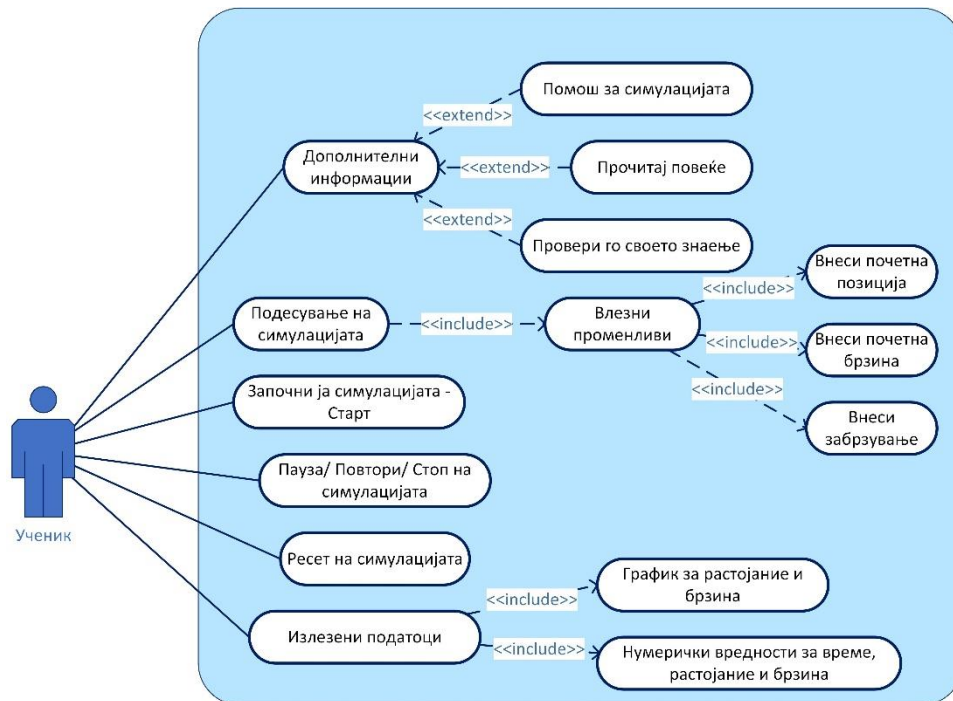 Помош за симулацијата
<<extend>>
Дополнителни
информации
<<extend>>
Прочитај повеќе
<<extend>>
Провери го своето знаење
Внеси почетна
позиција
<<include>>
Подесување на
симулацијата
<<include>>
Влезни
променливи
<<include>>
Внеси почетна
брзина
<<include>>
Внеси
забрзување
Започни ја симулацијата -
Старт
Пауза/ Повтори/ Стоп на
симулацијата
Ученик
Ресет на симулацијата
График за растојание и
брзина
<<include>>
Излезени податоци
<<include>>
Нумерички вредности за време,
растојание и брзина